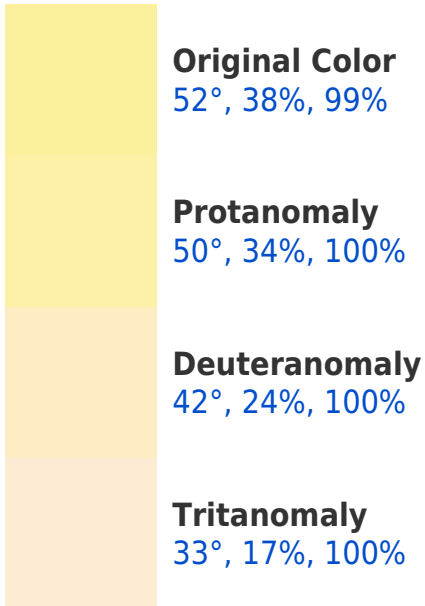 Original Color
52°, 38%, 99%
Protanomaly
50°, 34%, 100%
Deuteranomaly
42°, 24%, 100%
Tritanomaly
33°, 17%, 100%